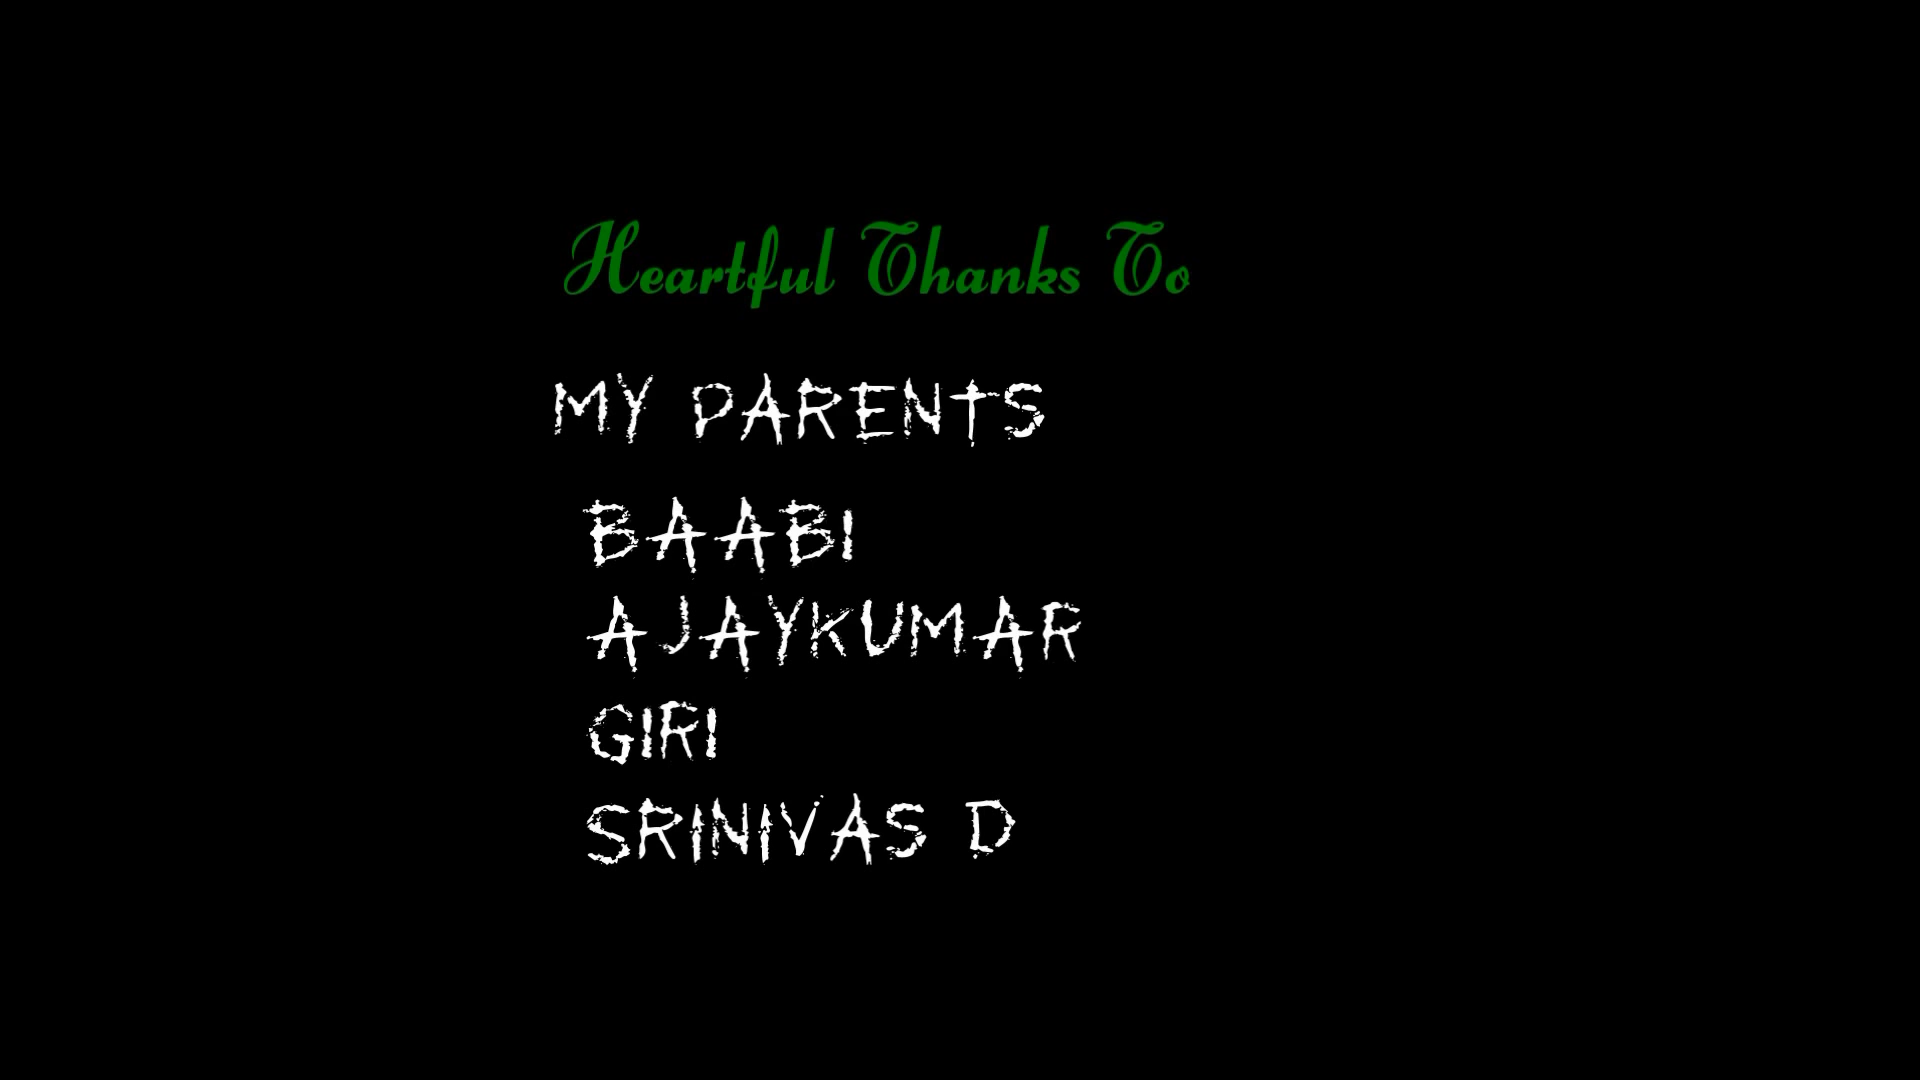 Heartful Thanks To
MY PARENTS
BAABI
AJAYKUMAR
GIRI
SRINIVAS D